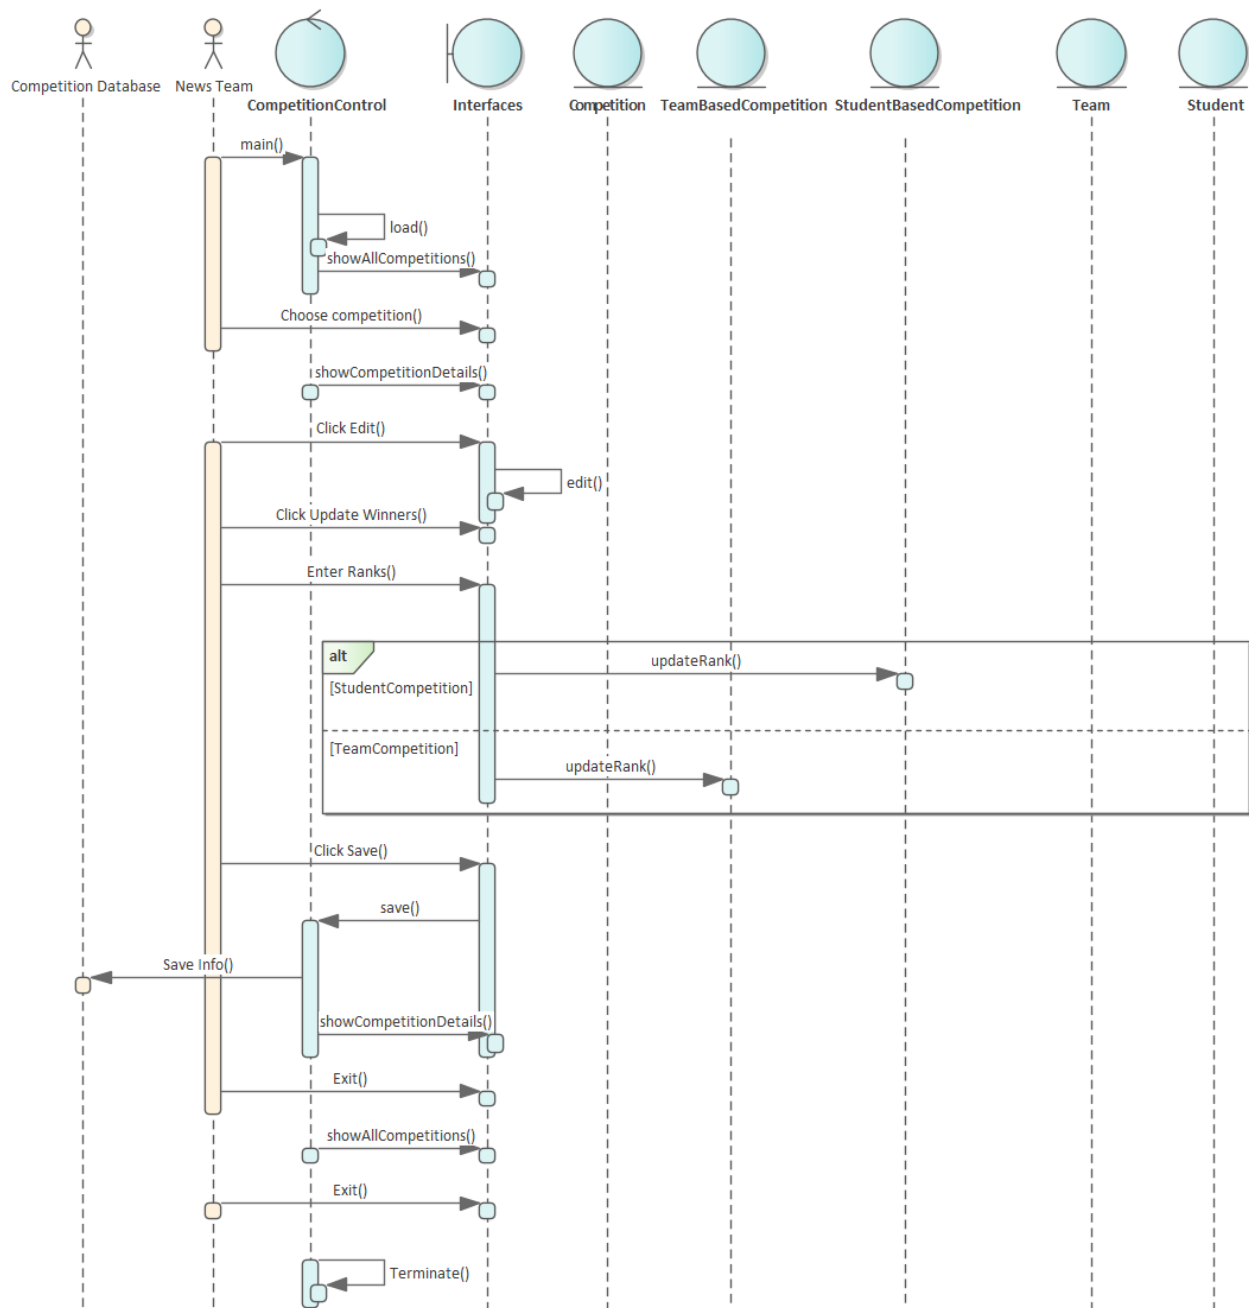 Competition Database
News Team
CompetitionControl
Interfaces
Competition
TeamBasedCompetition
StudentBasedCompetition
Team
Student
main()
load()
showAllCompetitions()
Choose competition()
showCompetitionDetails()
Click Edit()
edit()
Click Update Winners()
Enter Ranks()
alt
updateRank()
[StudentCompetition]
[TeamCompetition]
updateRank()
Click Save()
save()
Save Info()
showCompetitionDetails()
Exit()
showAllCompetitions()
Exit()
Terminate()